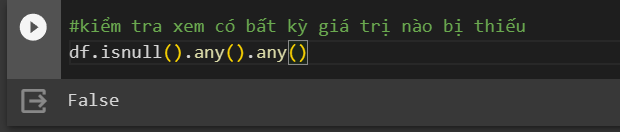 #kiểm tra xem có bất kỳ giá trị nào bị thiếu
df.isnull().any().any()
False